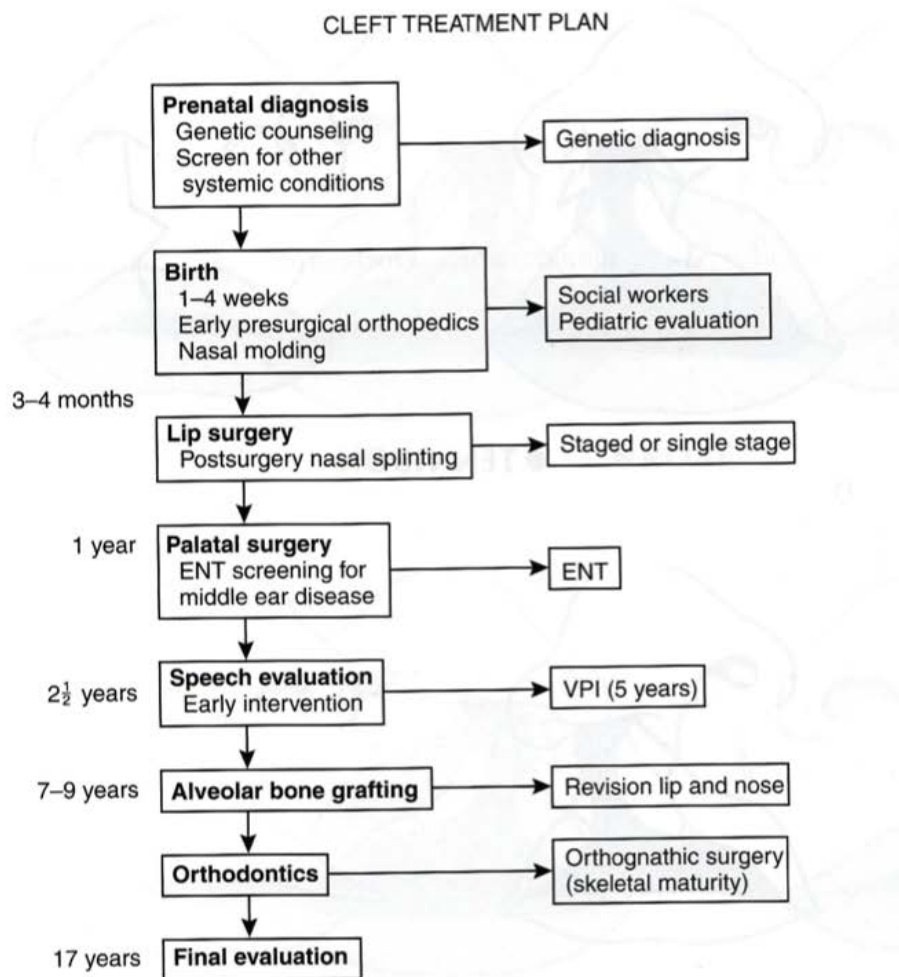 CLEFT TREATMENT PLAN
Prenatal diagnosis
Genetic counseling
Screen for other
systemic conditions
Genetic diagnosis
Birth
1–4 weeks
Early presurgical orthopedics
Nasal molding
Social workers
Pediatric evaluation
3–4 months
Lip surgery
Postsurgery nasal splinting
Staged or single stage
1 year
Palatal surgery
ENT screening for
middle ear disease
ENT
2½ years
Speech evaluation
Early intervention
VPI (5 years)
7–9 years
Alveolar bone grafting
Revision lip and nose
Orthodontics
Orthognathic surgery
(skeletal maturity)
17 years
Final evaluation